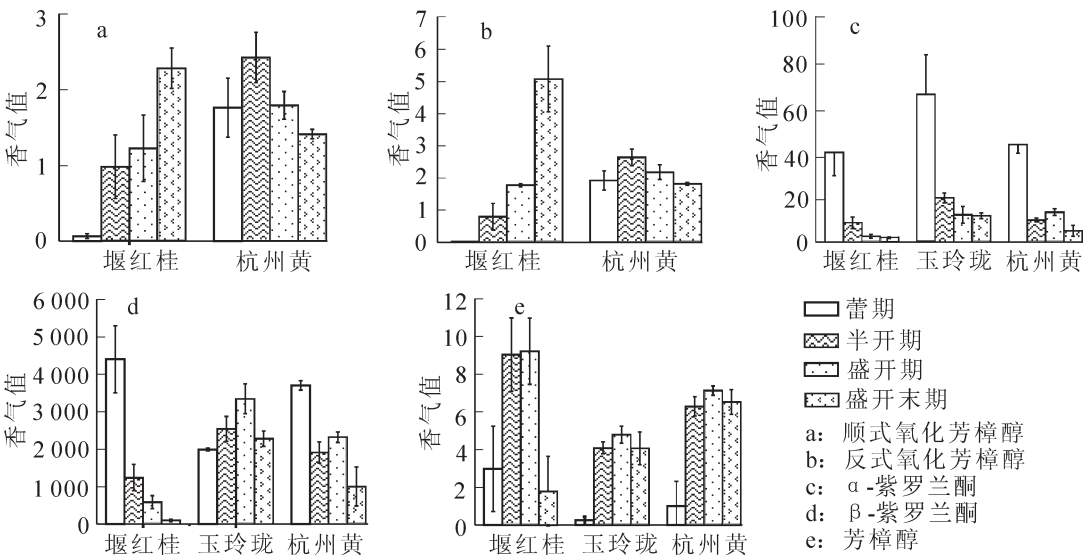 a
香气值
3
2
1
0
堰红桂 杭州黄
b
香气值
7
6
5
4
3
2
1
0
堰红桂 杭州黄
c
香气值
100
80
60
40
20
0
堰红桂 玉玲珑 杭州黄
d
香气值
6 000
5 000
4 000
3 000
2 000
1 000
0
堰红桂 玉玲珑 杭州黄
e
香气值
12
10
8
6
4
2
0
堰红桂 玉玲珑 杭州黄
蕾期
半开期
盛开期
盛开末期
a: 顺式氧化芳樟醇
b: 反式氧化芳樟醇
c: α-紫罗兰酮
d: β-紫罗兰酮
e: 芳樟醇